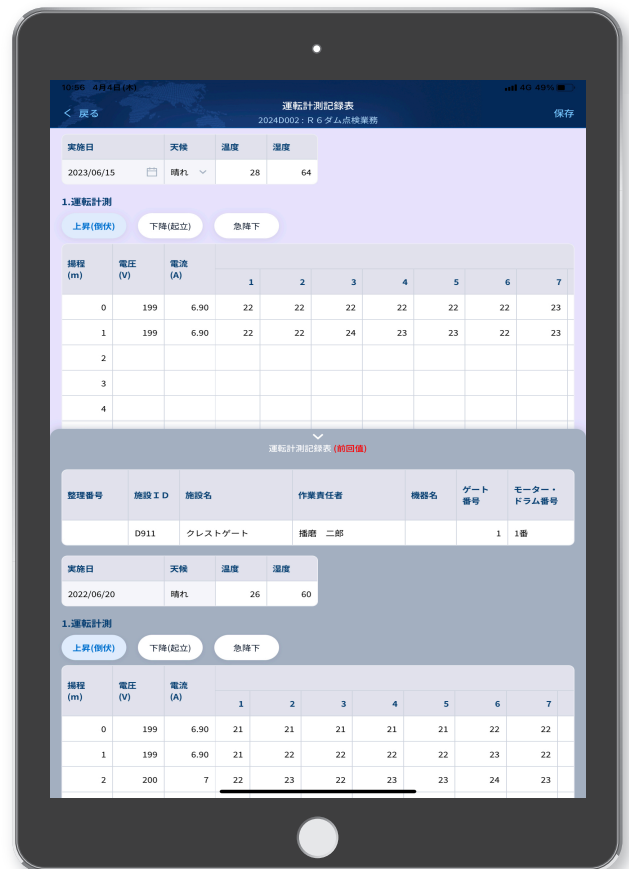 10:56 4月4日(木) 4G 49%
運転計測記録表
戻る 2024D002：R６ダム点検業務 保存
実施日 天候 温度 湿度
2023/06/15 晴れ 28 64
1.運転計測
上昇(倒伏) 下降(起立) 急降下
揚程(m) 電圧(V) 電流(A) 1 2 3 4 5 6 7
0 199 6.90 22 22 22 22 22 22 23
1 199 6.90 22 22 24 23 23 22 23
2
3
4
運転計測記録表 (前回値)
整理番号 施設ＩＤ 施設名 作業責任者 機器名 ゲート番号 モーター・ドラム番号
D911 クレストゲート 播磨　二郎 1 1番
実施日 天候 温度 湿度
2022/06/20 晴れ 26 60
1.運転計測
上昇(倒伏) 下降(起立) 急降下
揚程(m) 電圧(V) 電流(A) 1 2 3 4 5 6 7
0 199 6.90 21 21 21 21 21 22 22
1 199 6.90 21 22 22 22 22 23 22
2 200 7 22 23 22 23 23 24 23